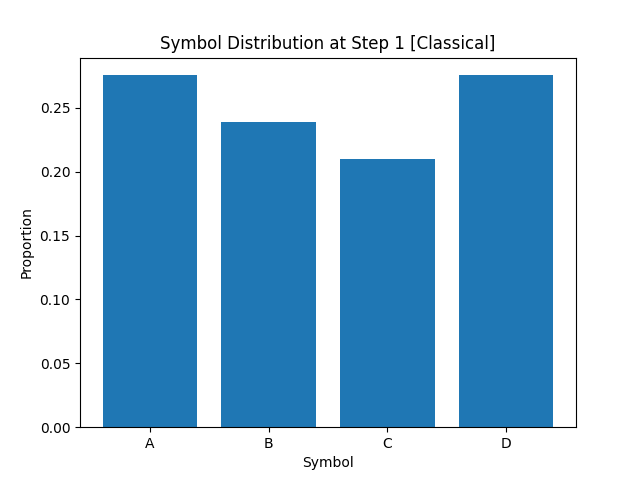 Symbol Distribution at Step 1 [Classical]
Proportion
0.25
0.20
0.15
0.10
0.05
0.00
A B C D
Symbol